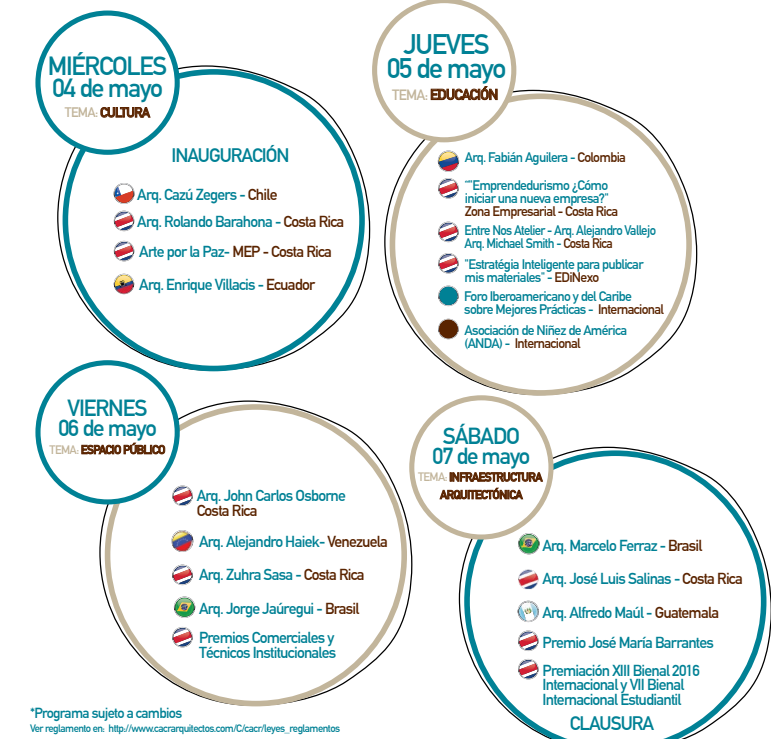 MIÉRCOLES
04 de mayo
TEMA: CULTURA
INAUGURACIÓN
Arq. Cazú Zegers - Chile
Arq. Rolando Barahona - Costa Rica
Arte por la Paz- MEP - Costa Rica
Arq. Enrique Villacis - Ecuador
JUEVES
05 de mayo
TEMA: EDUCACIÓN
Arq. Fabián Aguilera - Colombia
""Emprendedurismo ¿Cómo
iniciar una nueva empresa?"
Zona Empresarial - Costa Rica
Entre Nos Atelier - Arq. Alejandro Vallejo
Arq. Michael Smith - Costa Rica
"Estratégia Inteligente para publicar
mis materiales" - EDiNexo
Foro Iberoamericano y del Caribe
sobre Mejores Prácticas - Internacional
Asociación de Niñez de América
(ANDA) - Internacional
VIERNES
06 de mayo
TEMA: ESPACIO PÚBLICO
Arq. John Carlos Osborne
Costa Rica
Arq. Alejandro Haiek- Venezuela
Arq. Zuhra Sasa - Costa Rica
Arq. Jorge Jaúregui - Brasil
Premios Comerciales y
Técnicos Institucionales
SÁBADO
07 de mayo
TEMA: INFRAESTRUCTURA
ARQUITECTÓNICA
Arq. Marcelo Ferraz - Brasil
Arq. José Luis Salinas - Costa Rica
Arq. Alfredo Maúl - Guatemala
Premio José María Barrantes
Premiación XIII Bienal 2016
Internacional y VII Bienal
Internacional Estudiantil
CLAUSURA
*Programa sujeto a cambios
Ver reglamento en: http://www.cacrarquitectos.com/C/cacr/leyes_reglamentos